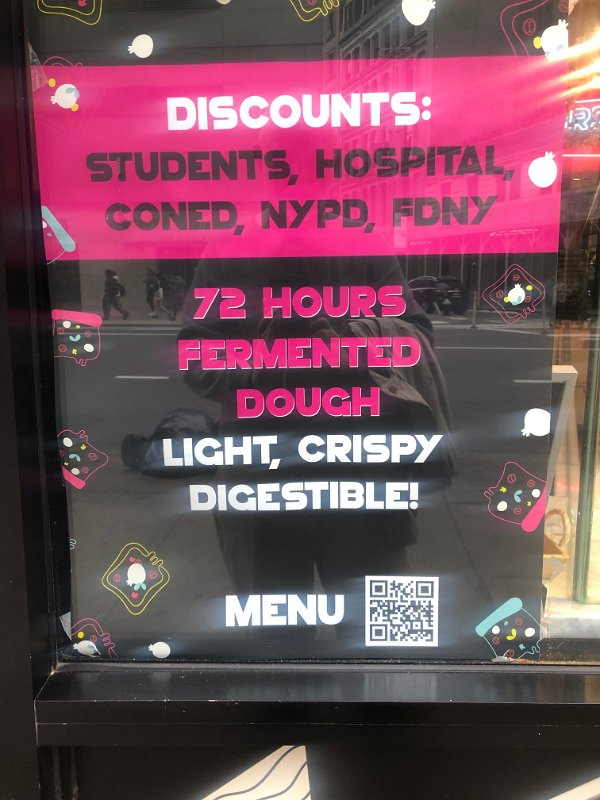 DISCOUNTS:
STUDENTS, HOSPITAL,
CONED, NYPD, FDNY
72 HOURS
FERMENTED
DOUGH
LIGHT, CRISPY
DIGESTIBLE!
MENU